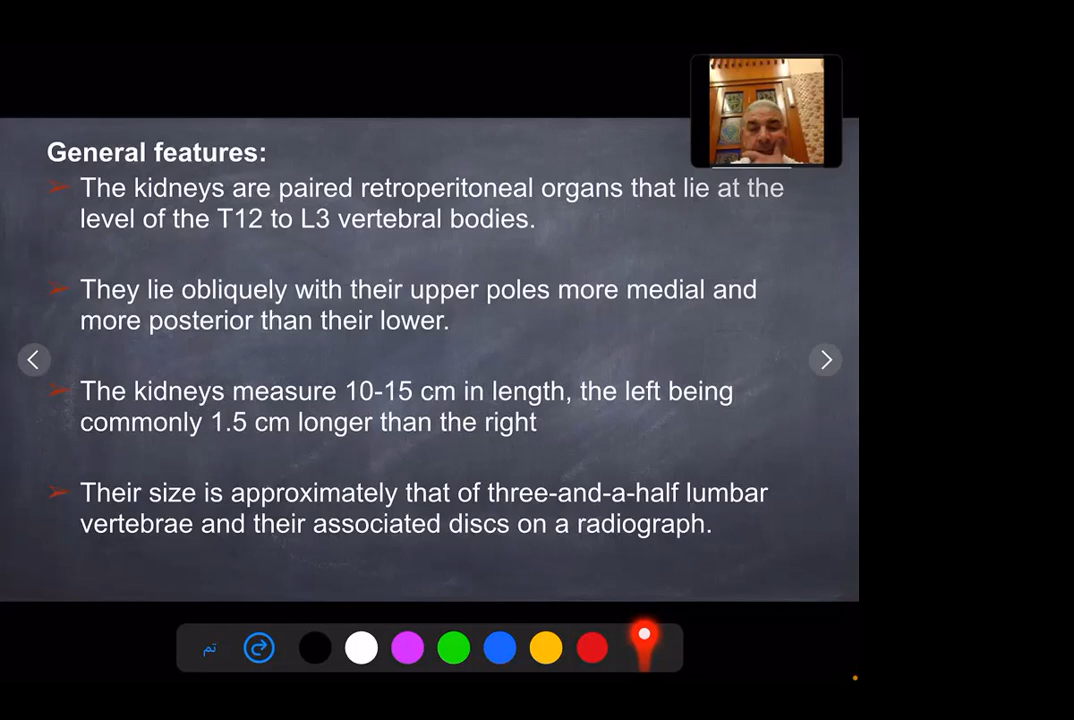 General features:
The kidneys are paired retroperitoneal organs that lie at the
level of the T12 to L3 vertebral bodies.
They lie obliquely with their upper poles more medial and
more posterior than their lower.
The kidneys measure 10-15 cm in length, the left being
commonly 1.5 cm longer than the right
Their size is approximately that of three-and-a-half lumbar
vertebrae and their associated discs on a radiograph.
تم